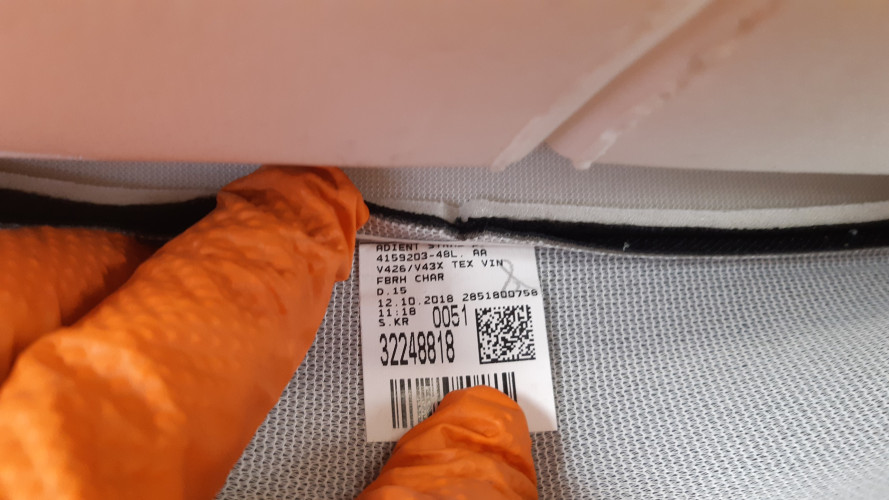 ADIENT
4159203-48L. AA
V426/V43X TEX VIN
FBRH CHAR
D.15
12.10.2018 2851800758
11:18 0051
S.KR
32248818